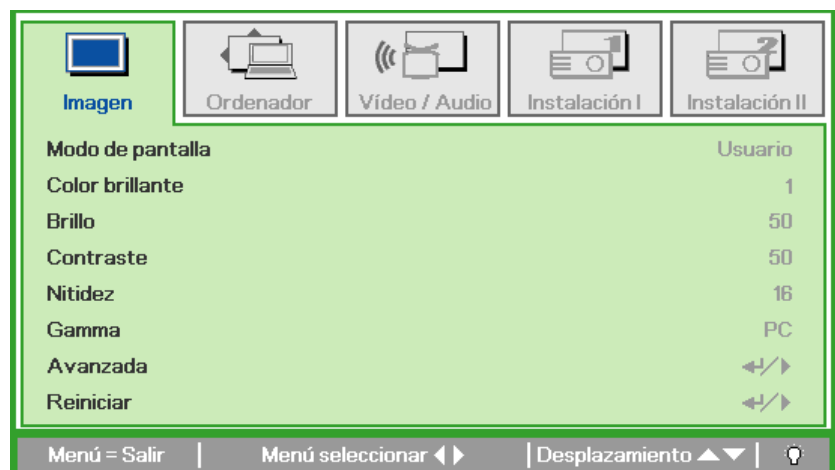 Imagen Ordenador Vídeo / Audio Instalación I Instalación II
Modo de pantalla Usuario
Color brillante 1
Brillo 50
Contraste 50
Nitidez 16
Gamma PC
Avanzada
Reiniciar
Menú = Salir Menú seleccionar Desplazamiento